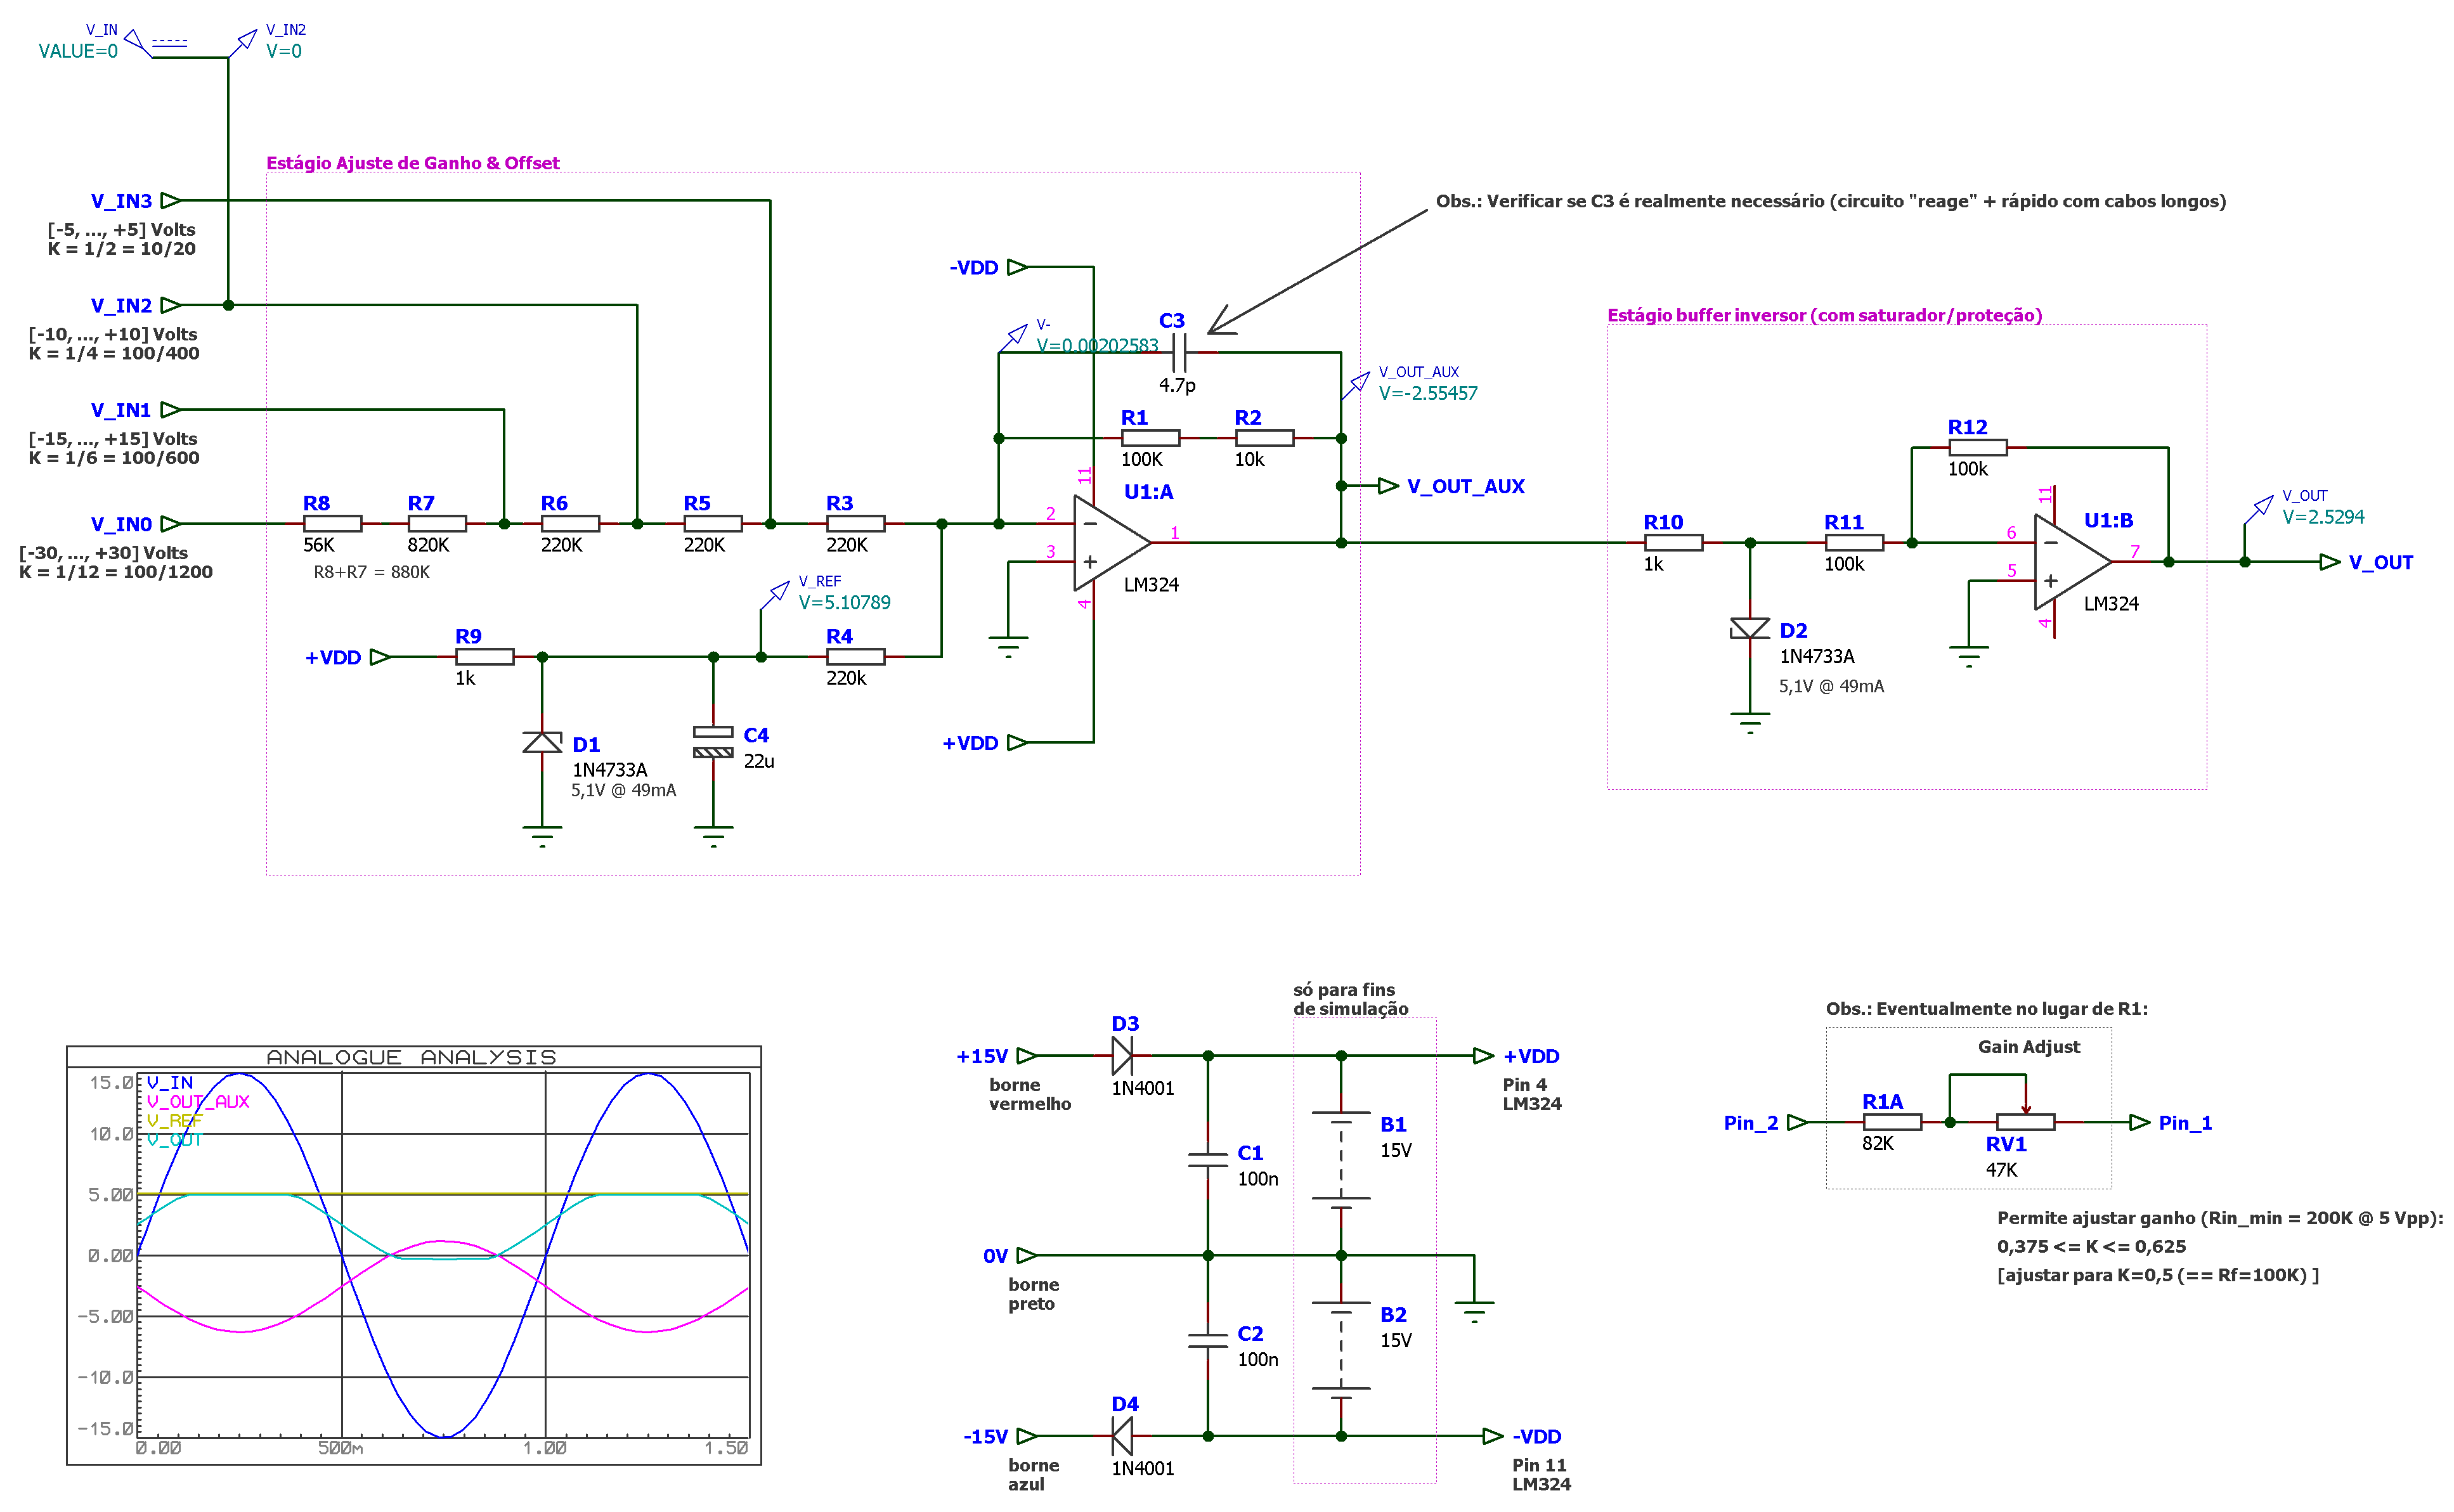 V_IN
VALUE=0
V_IN2
V=0
Estágio Ajuste de Ganho & Offset
V_IN3
[-5, ..., +5] Volts
K = 1/2 = 10/20
V_IN2
[-10, ..., +10] Volts
K = 1/4 = 100/400
V_IN1
[-15, ..., +15] Volts
K = 1/6 = 100/600
V_IN0
[-30, ..., +30] Volts
K = 1/12 = 100/1200
R8
56K
R7
820K
R8+R7 = 880K
R6
220K
R5
220K
R3
220K
V_REF
V=5.10789
+VDD
R9
1k
R4
220k
D1
1N4733A
5,1V @ 49mA
C4
22u
-VDD
V-
V=0.00202583
C3
4.7p
R1
100K
R2
10k
V_OUT_AUX
V=-2.55457
V_OUT_AUX
11
2
3
1
4
U1:A
LM324
+VDD
Obs.: Verificar se C3 é realmente necessário (circuito "reage" + rápido com cabos longos)
Estágio buffer inversor (com saturador/proteção)
R10
1k
R11
100k
R12
100k
D2
1N4733A
5,1V @ 49mA
11
6
5
7
4
U1:B
LM324
V_OUT
V=2.5294
V_OUT
ANALOGUE ANALYSIS
15.0
10.0
5.00
0.00
-5.00
-10.0
-15.0
V_IN
V_OUT_AUX
V_REF
V_OUT
0.00
500m
1.00
1.50
só para fins
de simulação
+15V
borne
vermelho
D3
1N4001
+VDD
Pin 4
LM324
C1
100n
B1
15V
0V
borne
preto
C2
100n
B2
15V
-15V
borne
azul
D4
1N4001
-VDD
Pin 11
LM324
Obs.: Eventualmente no lugar de R1:
Gain Adjust
Pin_2
R1A
82K
RV1
47K
Pin_1
Permite ajustar ganho (Rin_min = 200K @ 5 Vpp):
0,375 <= K <= 0,625
[ajustar para K=0,5 (== Rf=100K) ]